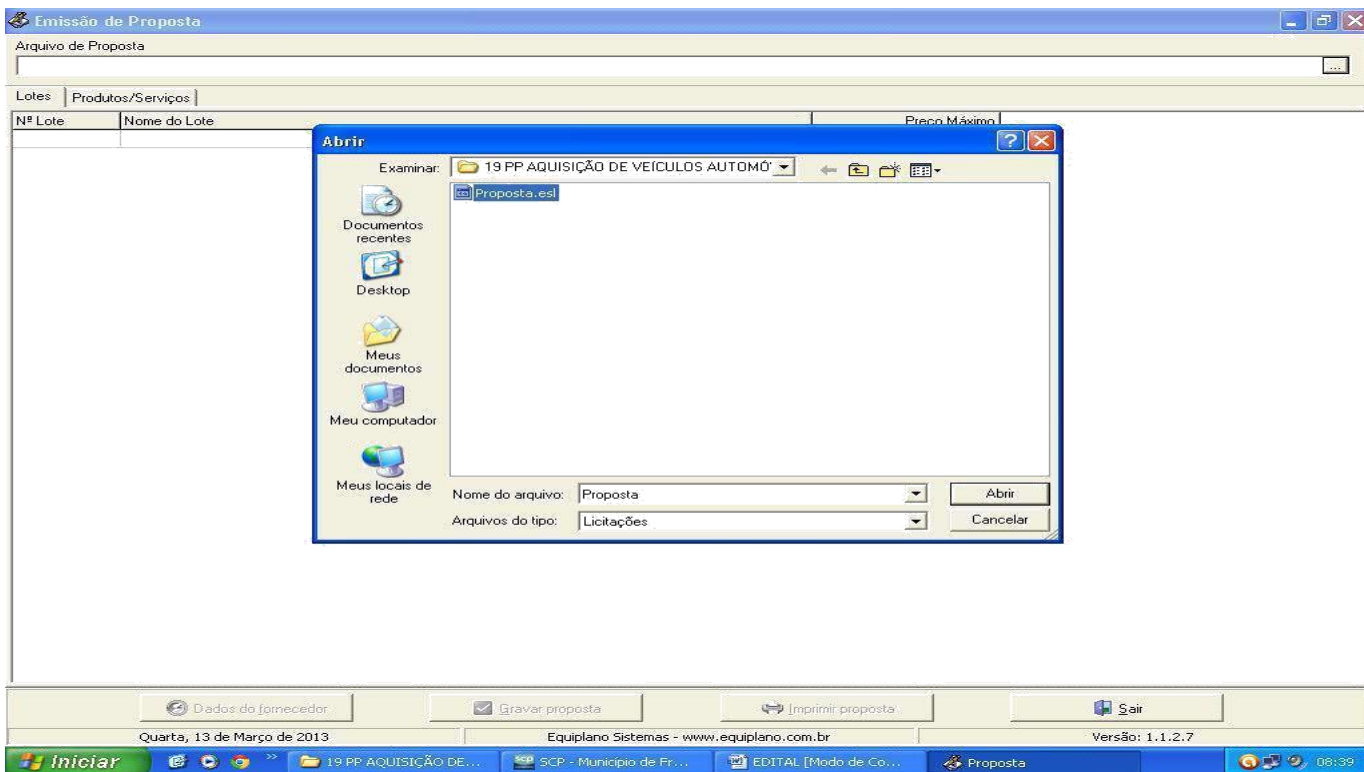 Emissão de Proposta
Arquivo de Proposta
...
Lotes Produtos/Serviços
Nº Lote Nome do Lote Preço Máximo
Abrir
Examinar: 19 PP AQUISIÇÃO DE VEÍCULOS AUTOMÓ
Proposta.esl
Documentos
recentes
Desktop
Meus
documentos
Meu computador
Meus locais de
rede
Nome do arquivo: Proposta Abrir
Arquivos do tipo: Licitações Cancelar
Dados do fornecedor Gravar proposta Imprimir proposta Sair
Quarta, 13 de Março de 2013 Equiplano Sistemas - www.equiplano.com.br Versão: 1.1.2.7
Iniciar 19 PP AQUISIÇÃO DE... SCP - Município de Fr... EDITAL [Modo de Co... Proposta 08:39